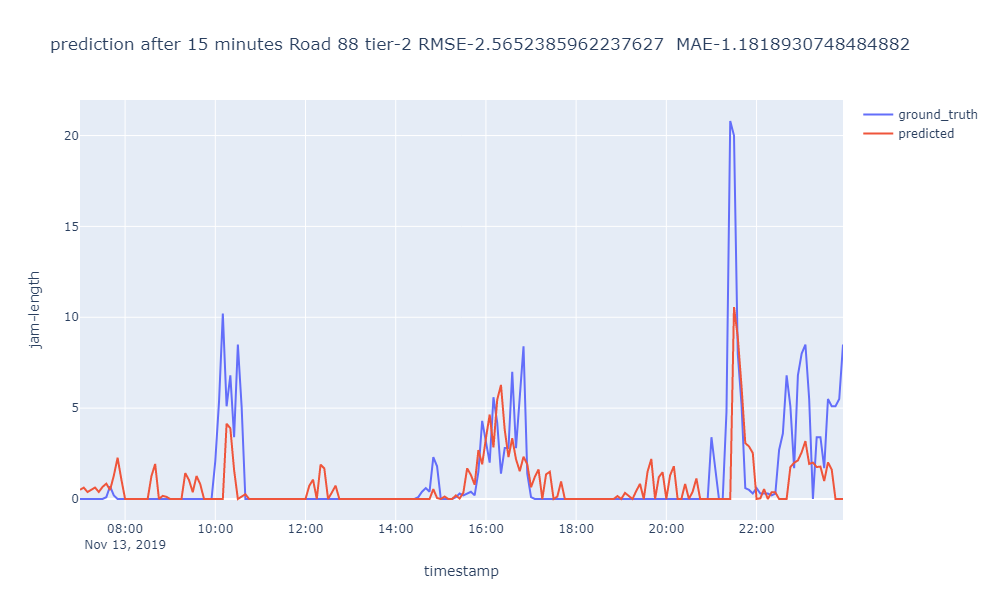 prediction after 15 minutes Road 88 tier-2 RMSE-2.5652385962237627  MAE-1.1818930748484882
ground_truth
predicted
20
15
10
5
0
jam-length
08:00 10:00 12:00 14:00 16:00 18:00 20:00 22:00
Nov 13, 2019
timestamp